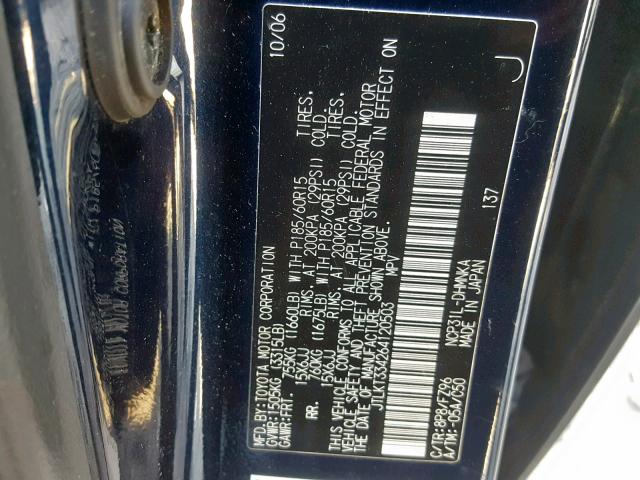 MFD.BY:TOYOTA MOTOR CORPORATION 10/06
GVWR:1505KG (3315LB)
GAWR:FRT. 755KG (1660LB) WITH P185/60R15 TIRES,
15X6JJ RIMS, AT 200KPA (29PSI) COLD.
RR. 760KG (1675LB) WITH P185/60R15 TIRES,
15X6JJ RIMS, AT 200KPA (29PSI) COLD.
THIS VEHICLE CONFORMS TO ALL APPLICABLE FEDERAL MOTOR
VEHICLE SAFETY AND THEFT PREVENTION STANDARDS IN EFFECT ON
THE DATE OF MANUFACTURE SHOWN ABOVE.
JTLKT334264120503 MPV
137
C/TR:8P8/FZ96 NCP31L-DHMNKA
A/TM:-05A/C50 MADE IN JAPAN
J